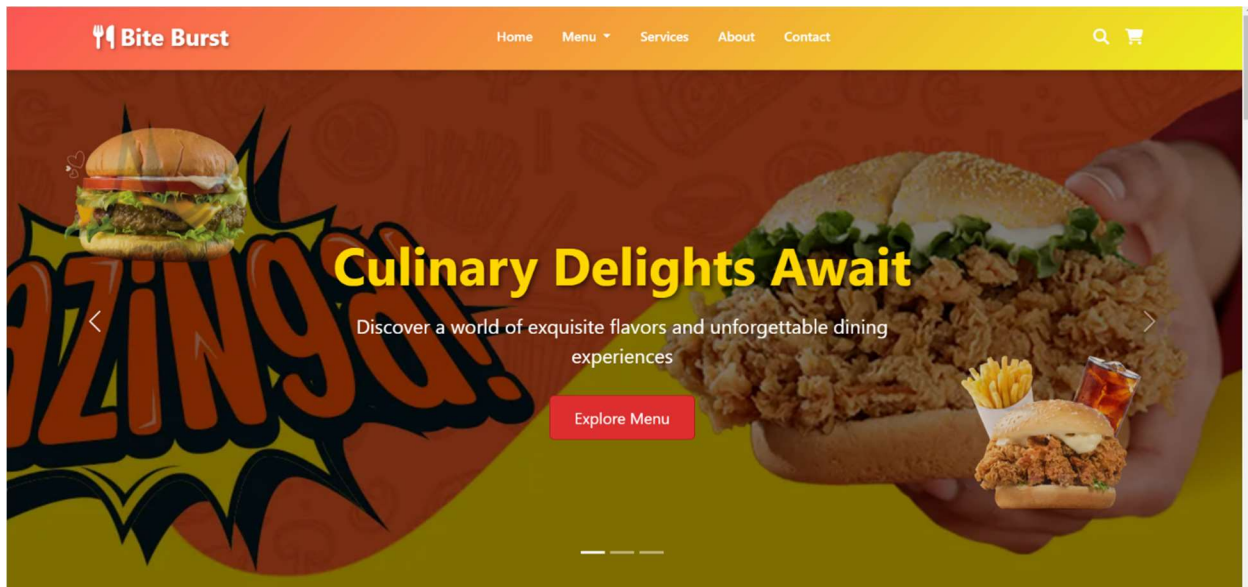 Bite Burst
Home Menu Services About Contact
Culinary Delights Await
Discover a world of exquisite flavors and unforgettable dining
experiences
Explore Menu